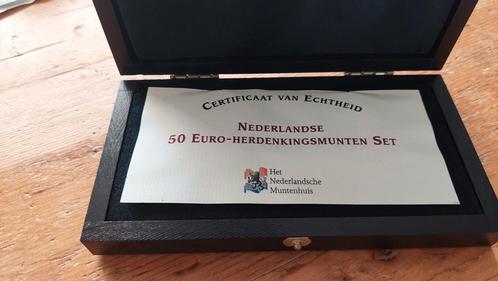 Certificaat van Echtheid
Nederlandse
50 Euro-herdenkingsmunten Set
Het
Nederlandsche
Muntenhuis